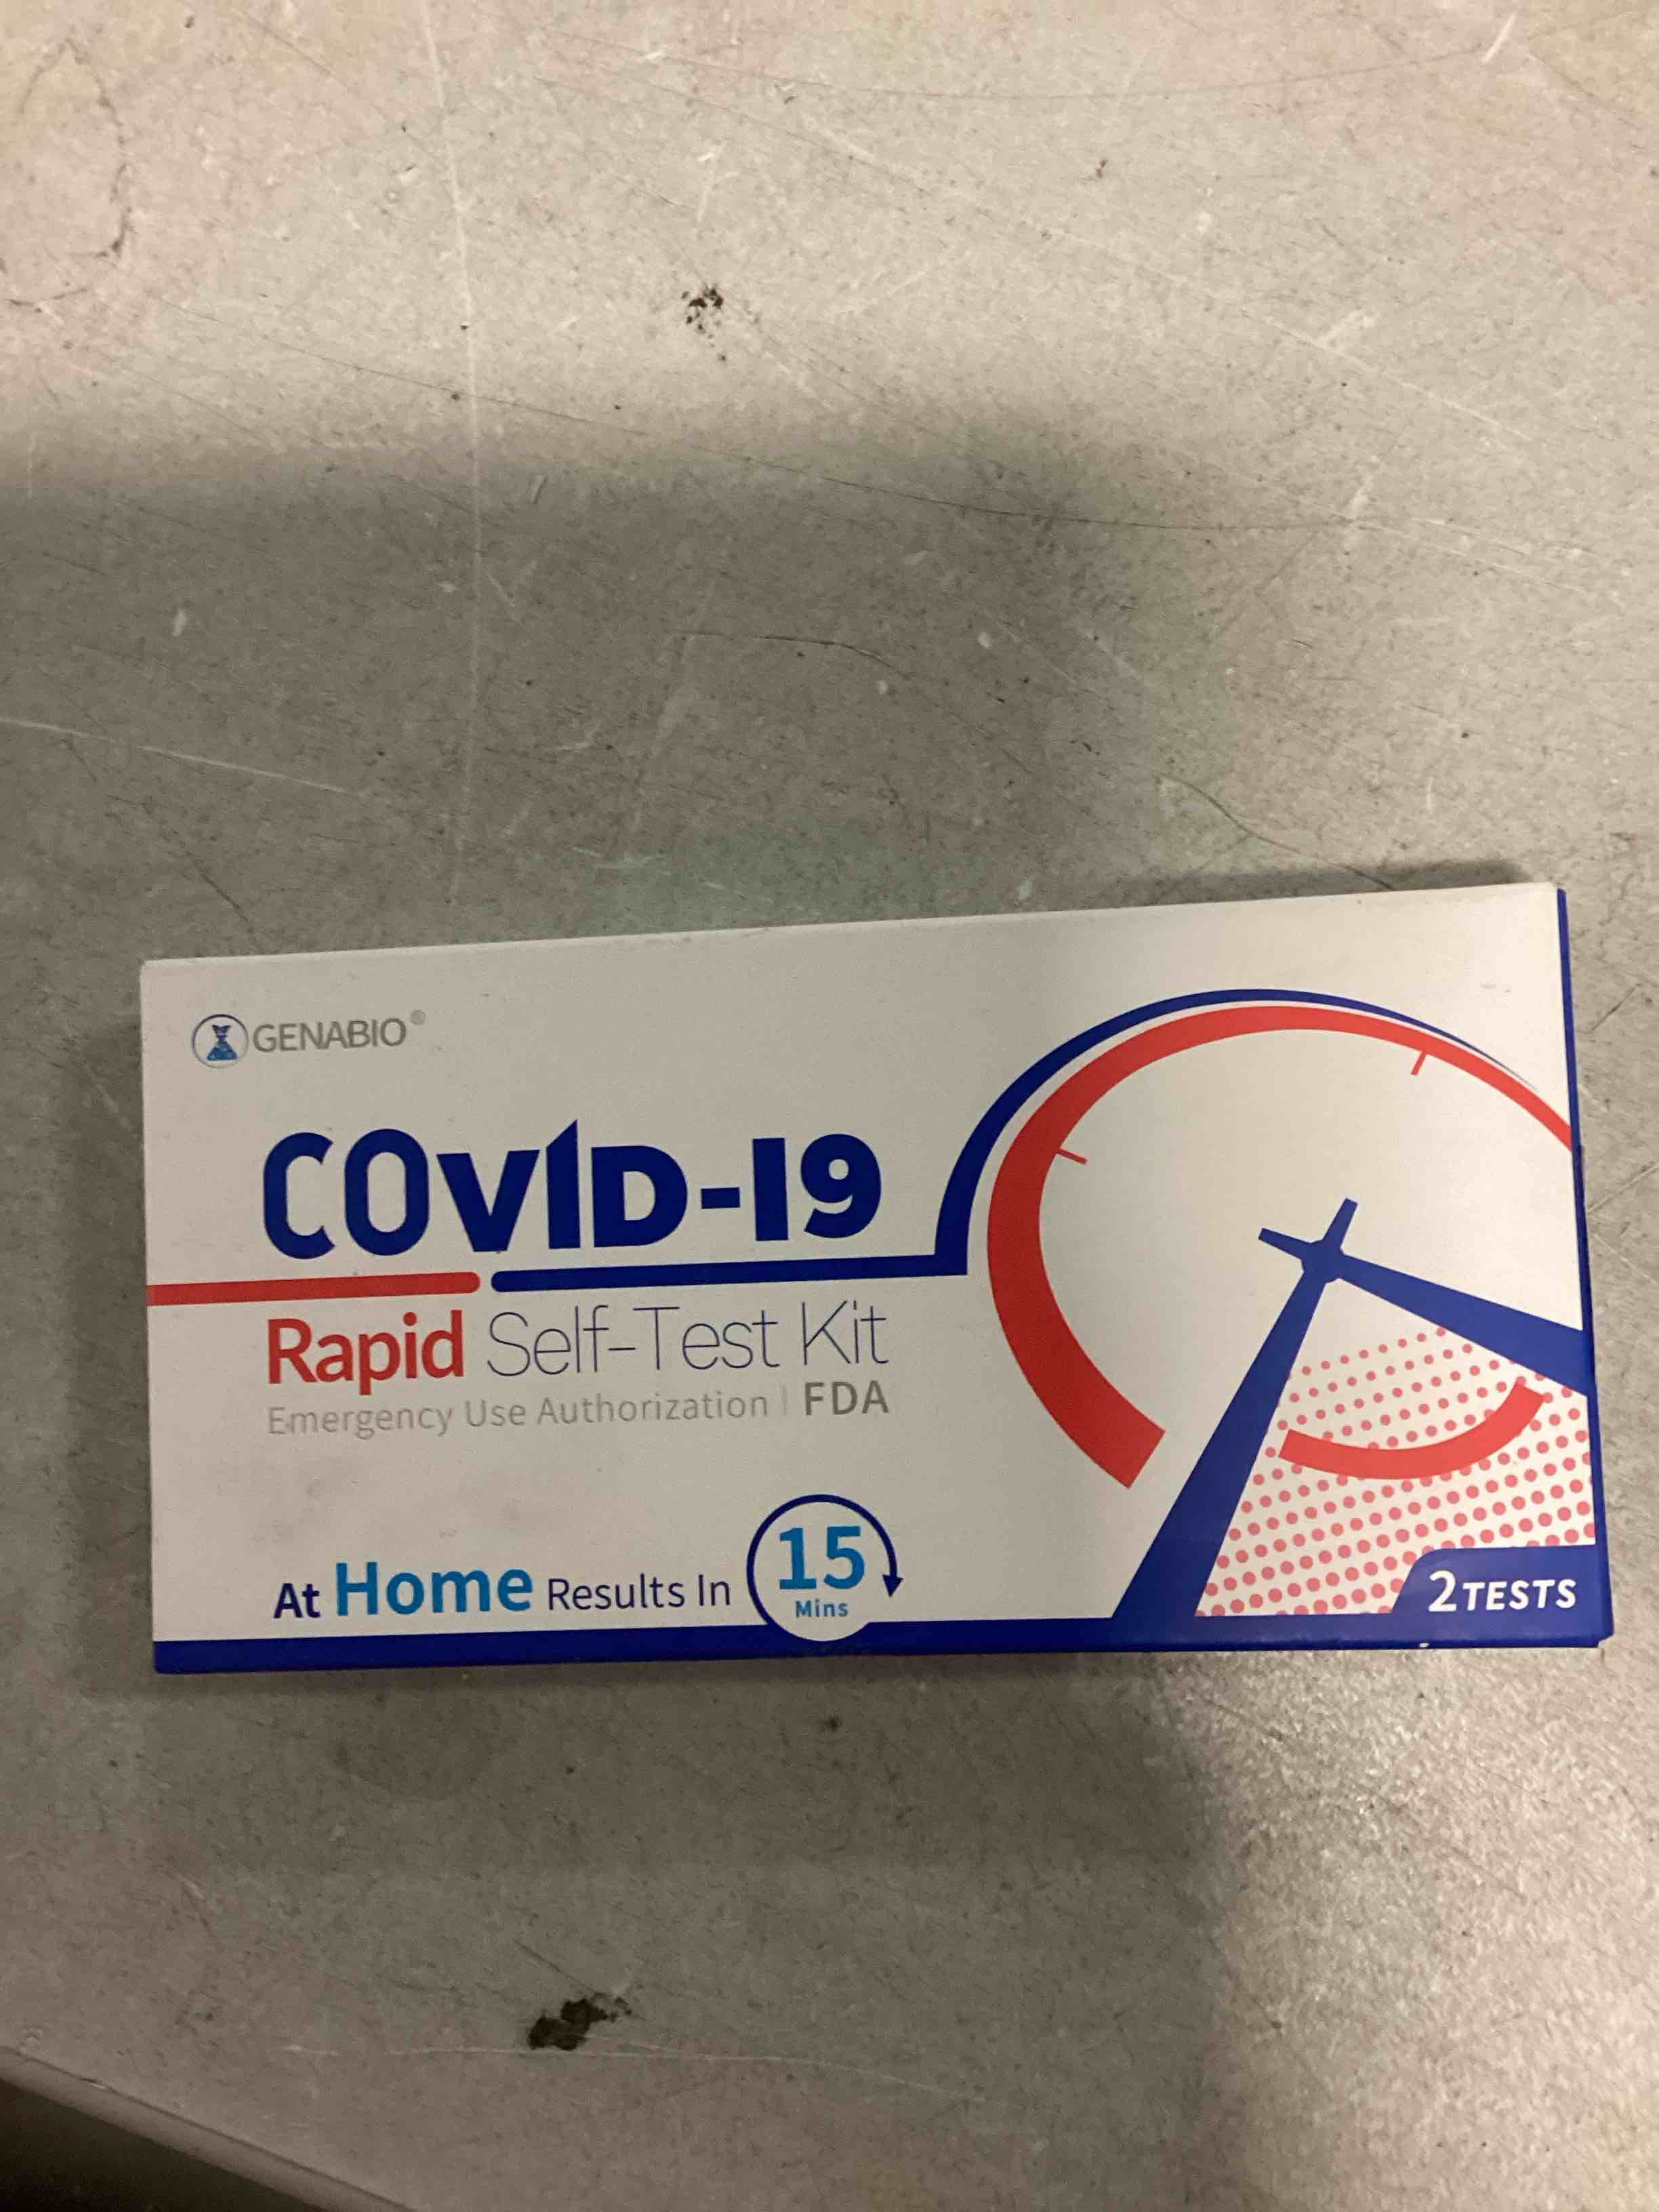 GENABIO®
COVID-19
Rapid Self-Test Kit
Emergency Use Authorization | FDA
At Home Results In 15 Mins
2 TESTS